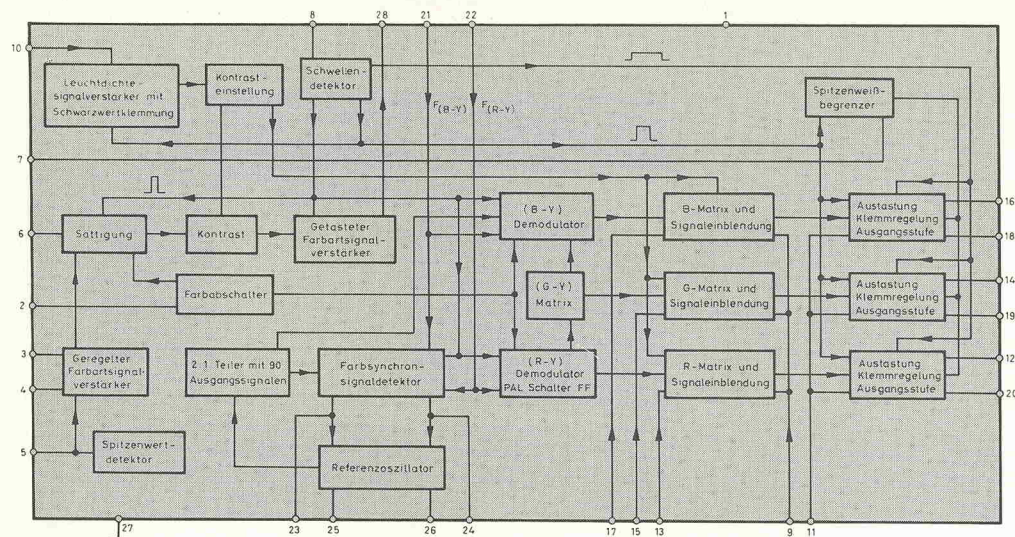 8
28
21
22
1
10
Leuchtdichte-
signalverstärker mit
Schwarzwertklemmung
Kontrast-
einstellung
Schwellen-
detektor
F(B-Y)
F(R-Y)
Spitzenweiß-
begrenzer
7
6
Sättigung
Kontrast
Getasteter
Farbartsignal-
verstärker
(B-Y)
Demodulator
B-Matrix und
Signaleinblendung
Austastung
Klemmregelung
Ausgangsstufe
16
18
Farbabschalter
2
(G-Y)
Matrix
G-Matrix und
Signaleinblendung
Austastung
Klemmregelung
Ausgangsstufe
14
19
3
4
Geregelter
Farbartsignal-
verstärker
2:1 Teiler mit 90
Ausgangssignalen
Farbsynchron-
signaldetektor
(R-Y)
Demodulator
PAL Schalter FF
R-Matrix und
Signaleinblendung
Austastung
Klemmregelung
Ausgangsstufe
12
20
5
Spitzenwert-
detektor
Referenzoszillator
27
23
25
26
24
17
15
13
9
11